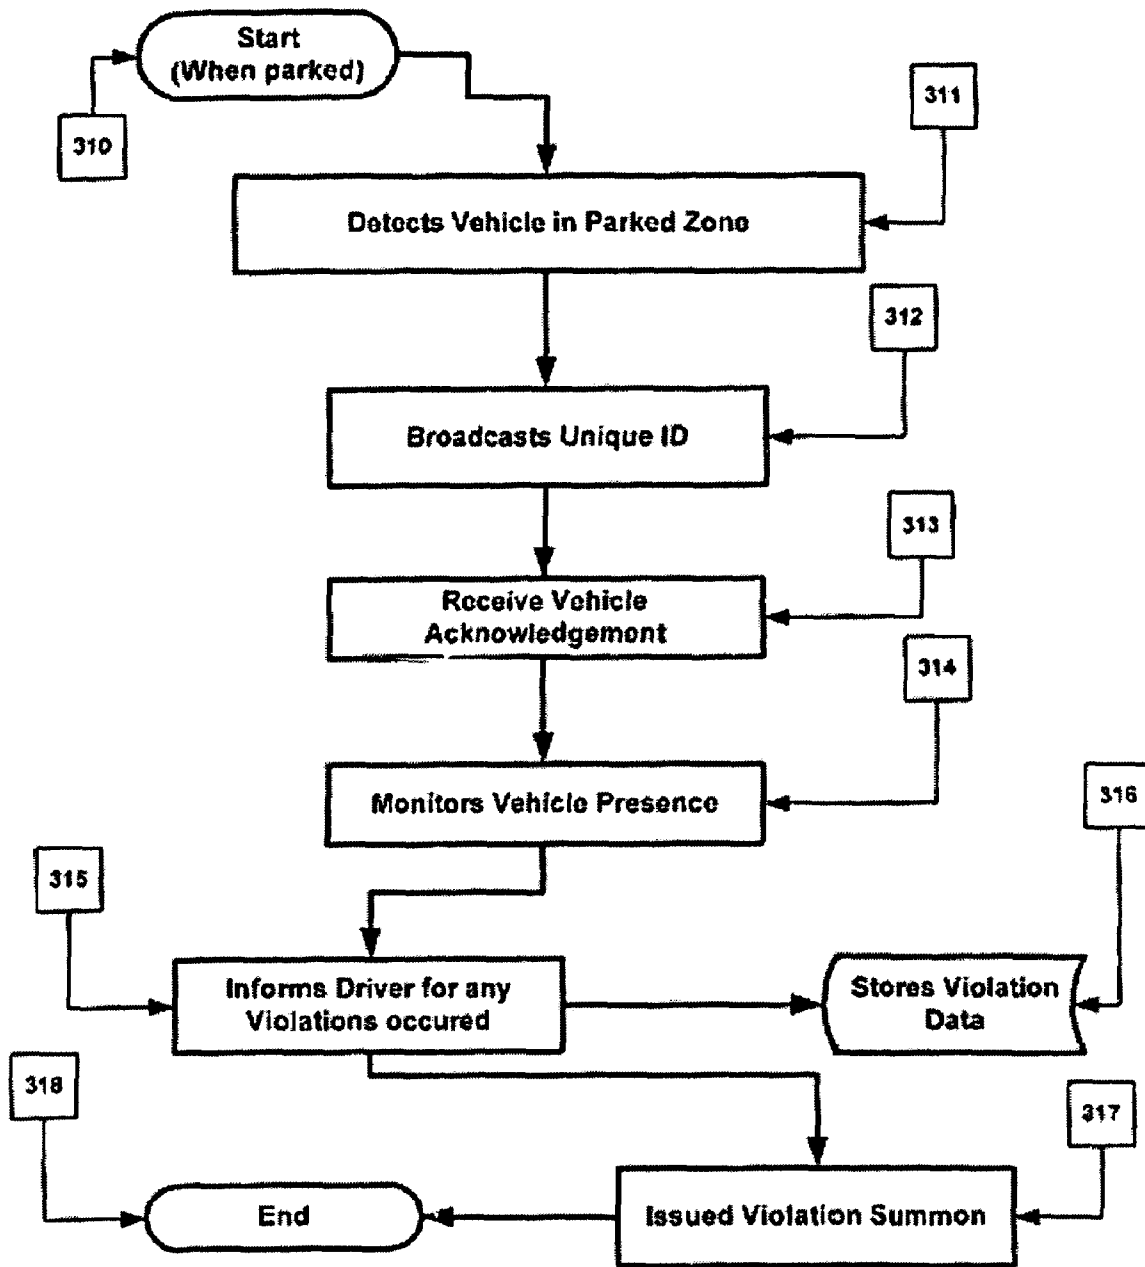 Start
(When parked)
310
311
Detects Vehicle in Parked Zone
312
Broadcasts Unique ID
313
Receive Vehicle
Acknowledgement
314
Monitors Vehicle Presence
316
315
Informs Driver for any
Violations occured
Stores Violation
Data
318
317
End
Issued Violation Summon